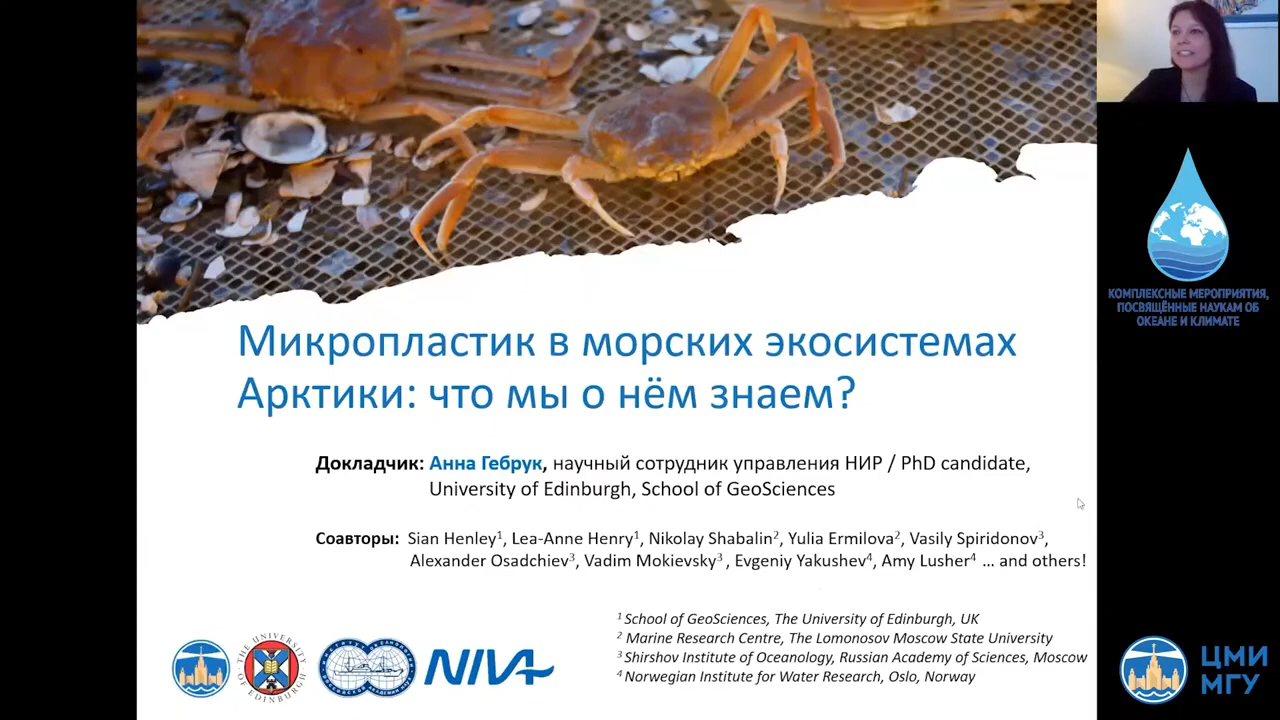 Микропластик в морских экосистемах
Арктики: что мы о нём знаем?
Докладчик: Анна Гебрук, научный сотрудник управления НИР / PhD candidate,
University of Edinburgh, School of GeoSciences
Соавторы: Sian Henley¹, Lea-Anne Henry¹, Nikolay Shabalin², Yulia Ermilova², Vasily Spiridonov³,
Alexander Osadchiev³, Vadim Mokievsky³, Evgeniy Yakushev⁴, Amy Lusher⁴ … and others!
¹ School of GeoSciences, The University of Edinburgh, UK
² Marine Research Centre, The Lomonosov Moscow State University
³ Shirshov Institute of Oceanology, Russian Academy of Sciences, Moscow
⁴ Norwegian Institute for Water Research, Oslo, Norway
THE UNIVERSITY OF EDINBURGH
NIVA
КОМПЛЕКСНЫЕ МЕРОПРИЯТИЯ,
ПОСВЯЩЁННЫЕ НАУКАМ ОБ
ОКЕАНЕ И КЛИМАТЕ
ЦМИ
МГУ